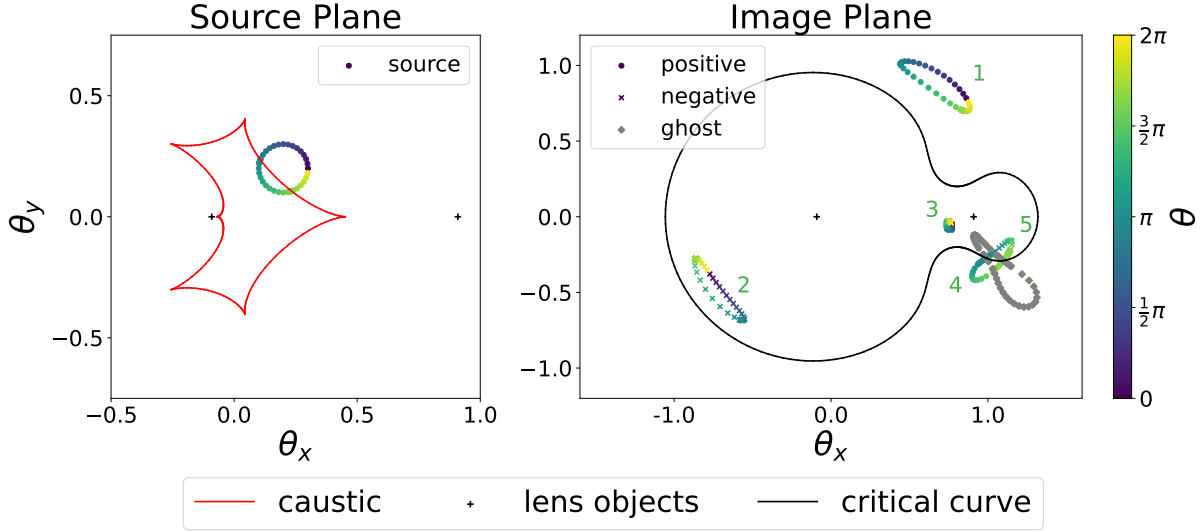 Source Plane
source
0.5
0.0
−0.5
−0.5
0.0
0.5
1.0
θy
θx
Image Plane
positive
negative
ghost
1.0
0.5
0.0
−0.5
−1.0
-1.0
0.0
1.0
θx
1
2
3
4
5
2π
3/2 π
π
1/2 π
0
θ
caustic
lens objects
critical curve